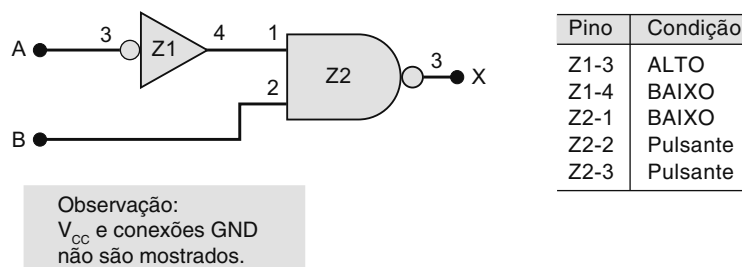 A 3 Z1 4 1 Z2 3 X
2
B
Observação:
V_CC e conexões GND
não são mostrados.
Pino Condição
Z1-3 ALTO
Z1-4 BAIXO
Z2-1 BAIXO
Z2-2 Pulsante
Z2-3 Pulsante